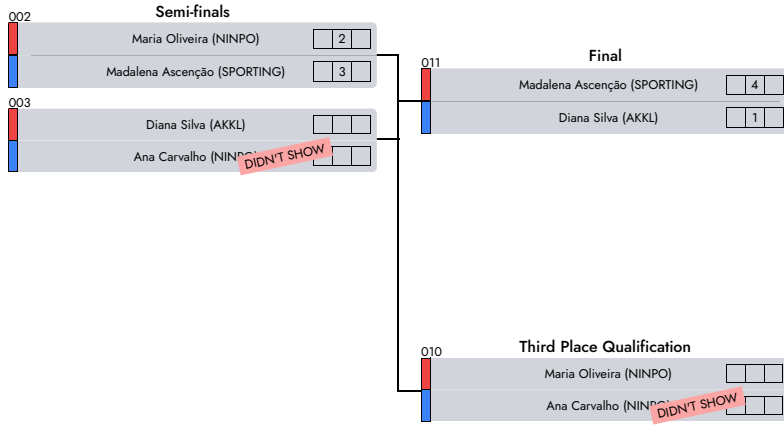 Semi-finals
002
Maria Oliveira (NINPO) 2
Madalena Ascenção (SPORTING) 3
003
Diana Silva (AKKL)
Ana Carvalho (NINPO) DIDN'T SHOW
Final
011
Madalena Ascenção (SPORTING) 4
Diana Silva (AKKL) 1
Third Place Qualification
010
Maria Oliveira (NINPO)
Ana Carvalho (NINPO) DIDN'T SHOW